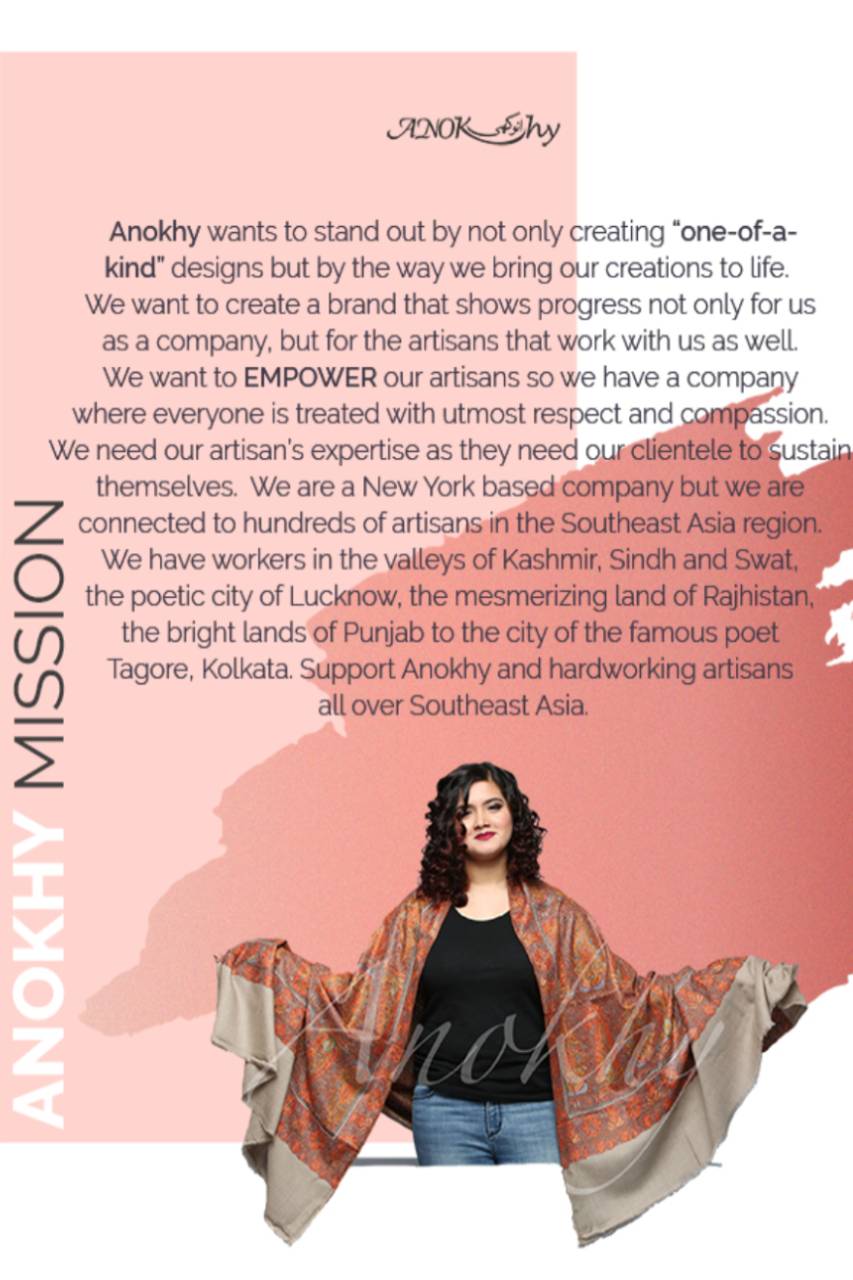 ANOKانوکھیhy
Anokhy wants to stand out by not only creating “one-of-a-
kind” designs but by the way we bring our creations to life.
We want to create a brand that shows progress not only for us
as a company, but for the artisans that work with us as well.
We want to EMPOWER our artisans so we have a company
where everyone is treated with utmost respect and compassion.
We need our artisan's expertise as they need our clientele to sustain
themselves.  We are a New York based company but we are
connected to hundreds of artisans in the Southeast Asia region.
We have workers in the valleys of Kashmir, Sindh and Swat,
the poetic city of Lucknow, the mesmerizing land of Rajhistan,
the bright lands of Punjab to the city of the famous poet
Tagore, Kolkata. Support Anokhy and hardworking artisans
all over Southeast Asia.
ANOKHY MISSION
Anokhy